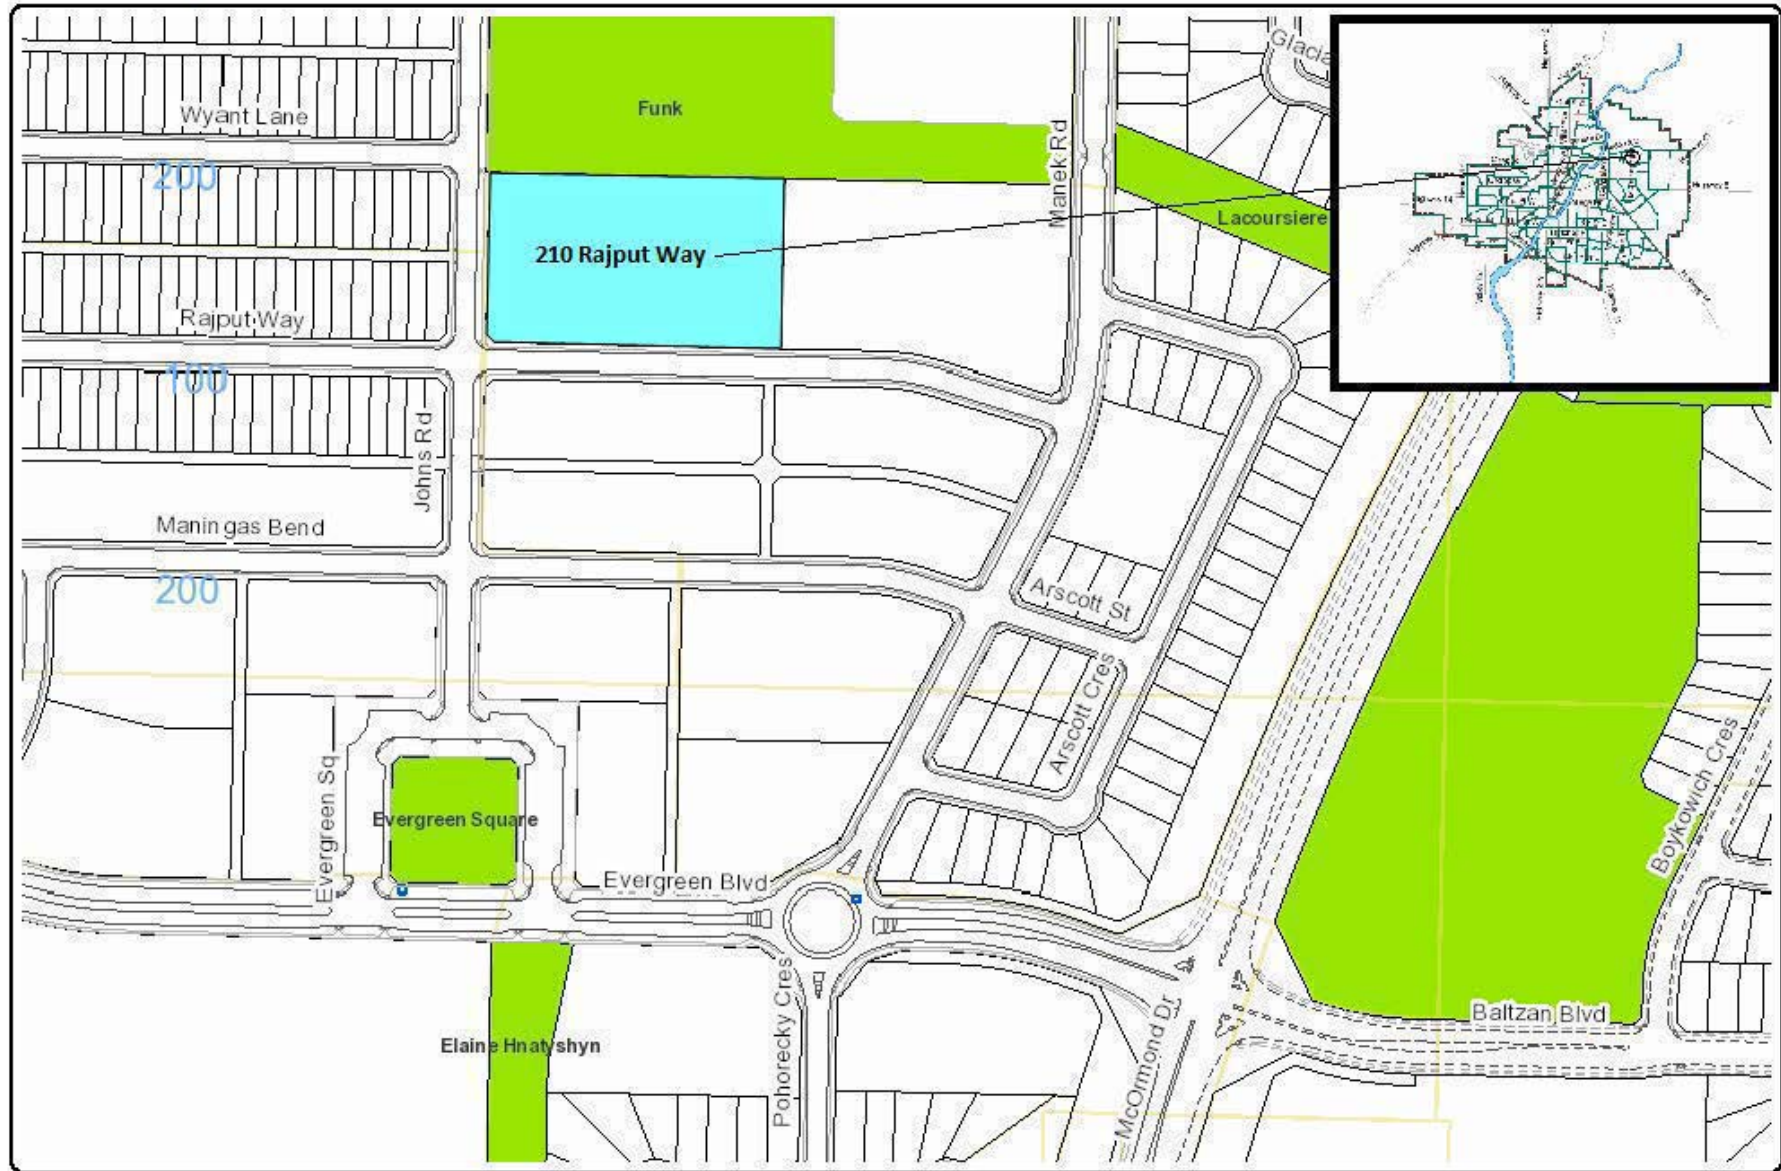 Glacia
Wyant Lane
Funk
Manek Rd
200
Lacoursiere
210 Rajput Way
Rajput Way
100
Johns Rd
Maningas Bend
200
Arscott St
Arscott Cres
Evergreen Sq
Evergreen Square
Boykowich Cres
Evergreen Blvd
Pohorecky Cres
McOrmond Dr
Baltzan Blvd
Elaine Hnatyshyn